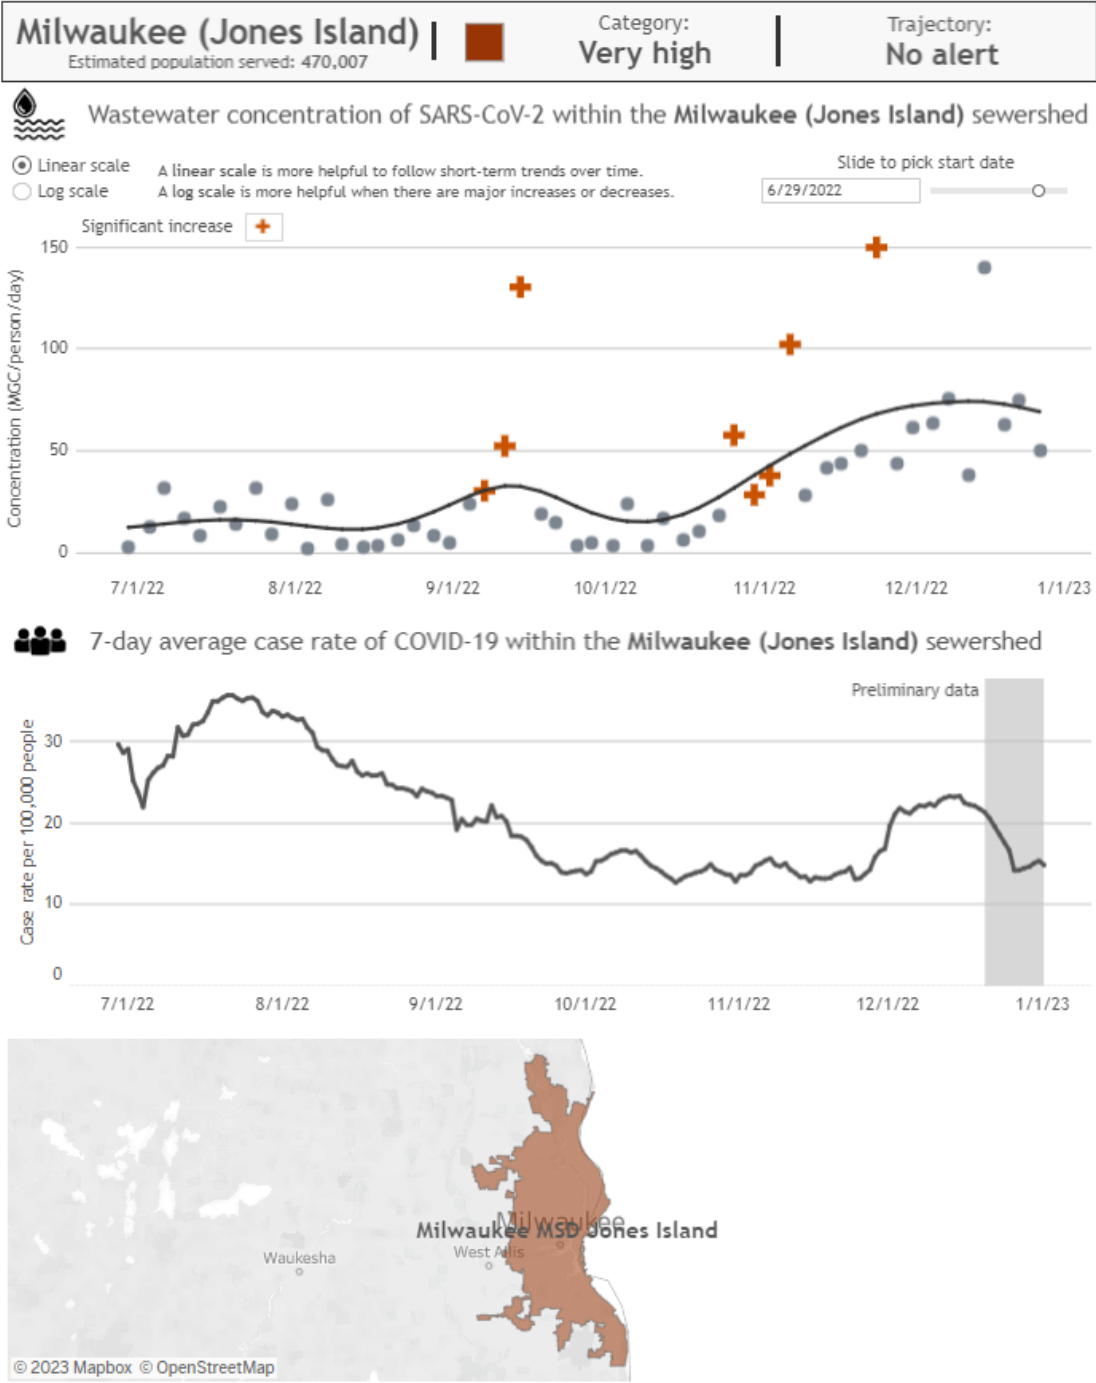 Milwaukee (Jones Island)
Estimated population served: 470,007
Category:
Very high
Trajectory:
No alert
Wastewater concentration of SARS-CoV-2 within the Milwaukee (Jones Island) sewershed
Linear scale
Log scale
A linear scale is more helpful to follow short-term trends over time.
A log scale is more helpful when there are major increases or decreases.
Slide to pick start date
6/29/2022
Significant increase
Concentration (MGC/person/day)
150
100
50
0
7/1/22 8/1/22 9/1/22 10/1/22 11/1/22 12/1/22 1/1/23
7-day average case rate of COVID-19 within the Milwaukee (Jones Island) sewershed
Preliminary data
Case rate per 100,000 people
30
20
10
0
7/1/22 8/1/22 9/1/22 10/1/22 11/1/22 12/1/22 1/1/23
Milwaukee
Milwaukee MSD Jones Island
West Allis
Waukesha
© 2023 Mapbox © OpenStreetMap